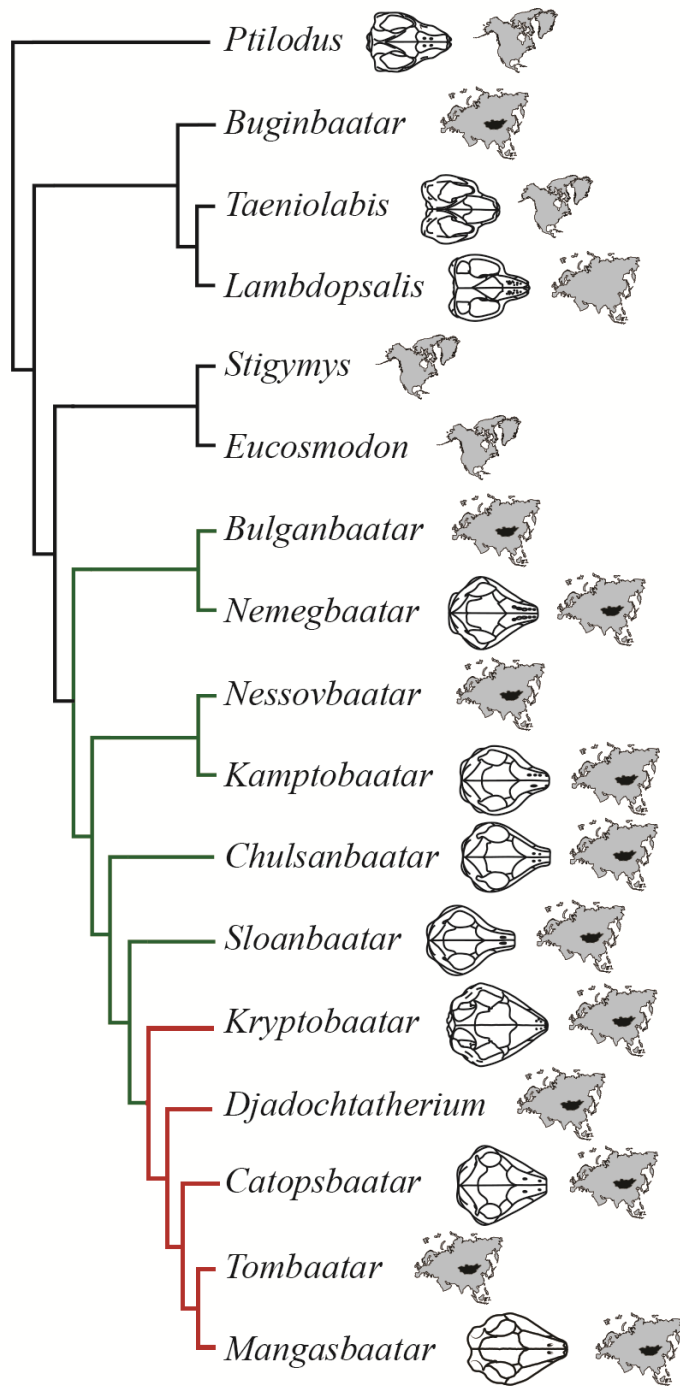 Ptilodus
Buginbaatar
Taeniolabis
Lambdopsalis
Stigymys
Eucosmodon
Bulganbaatar
Nemegbaatar
Nessovbaatar
Kamptobaatar
Chulsanbaatar
Sloanbaatar
Kryptobaatar
Djadochtatherium
Catopsbaatar
Tombaatar
Mangasbaatar